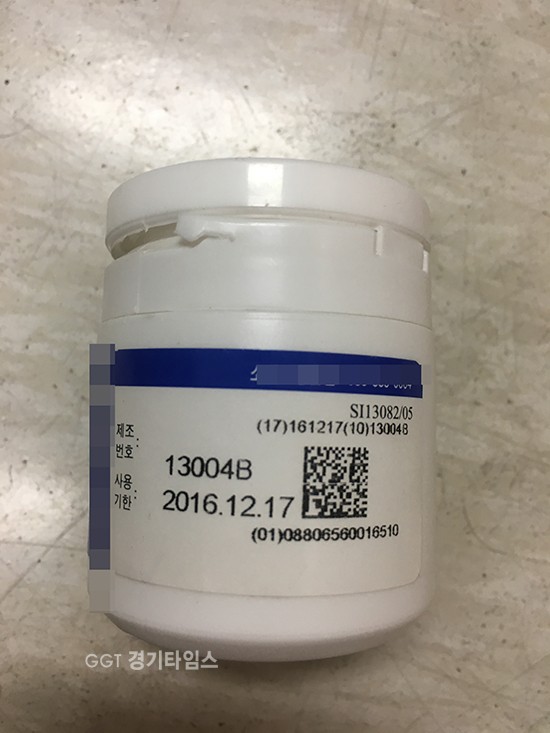 SI13082/05
(17)161217(10)13004B
제조
번호 : 13004B
사용
기한 : 2016.12.17
(01)08806560016510
GGT 경기타임스